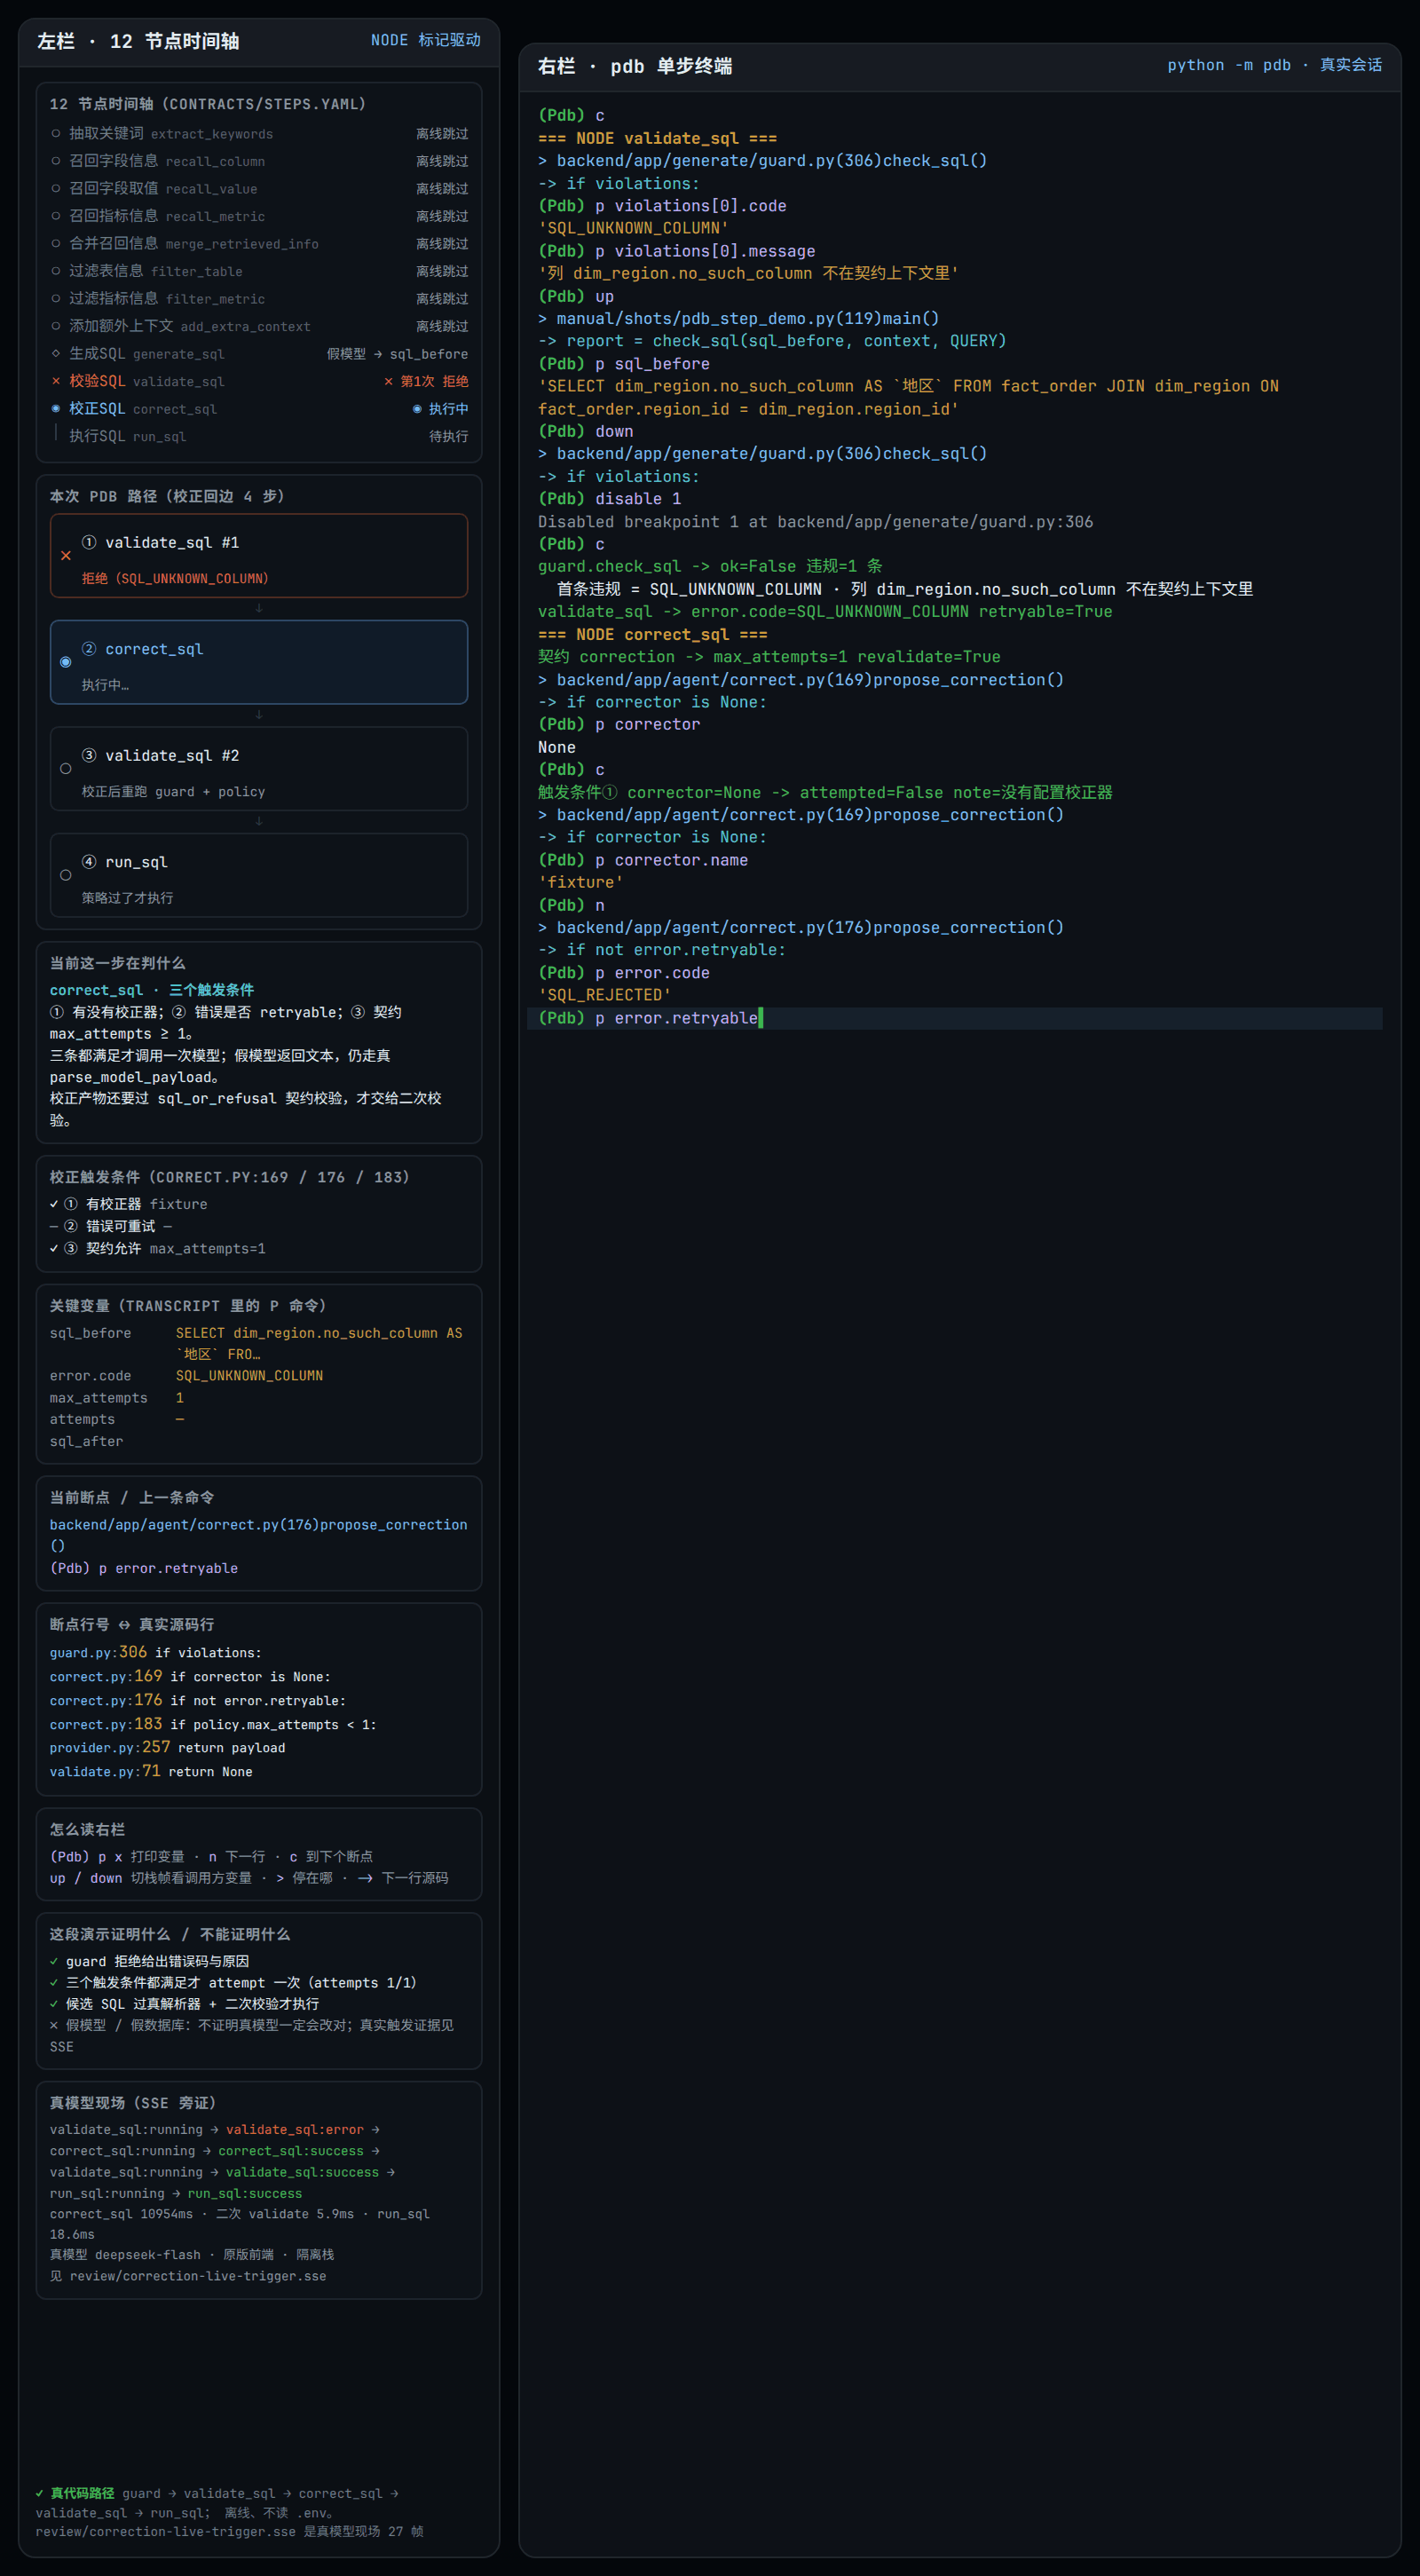 左栏 · 12 节点时间轴
NODE 标记驱动
12 节点时间轴（CONTRACTS/STEPS.YAML）
○ 抽取关键词 extract_keywords 离线跳过
○ 召回字段信息 recall_column 离线跳过
○ 召回字段取值 recall_value 离线跳过
○ 召回指标信息 recall_metric 离线跳过
○ 合并召回信息 merge_retrieved_info 离线跳过
○ 过滤表信息 filter_table 离线跳过
○ 过滤指标信息 filter_metric 离线跳过
○ 添加额外上下文 add_extra_context 离线跳过
◇ 生成SQL generate_sql 假模型 → sql_before
✕ 校验SQL validate_sql ✕ 第1次 拒绝
◉ 校正SQL correct_sql ◉ 执行中
│ 执行SQL run_sql 待执行
本次 PDB 路径（校正回边 4 步）
① validate_sql #1
✕
拒绝（SQL_UNKNOWN_COLUMN）
↓
② correct_sql
◉
执行中…
↓
③ validate_sql #2
○
校正后重跑 guard + policy
↓
④ run_sql
○
策略过了才执行
当前这一步在判什么
correct_sql · 三个触发条件
① 有没有校正器；② 错误是否 retryable；③ 契约
max_attempts ≥ 1。
三条都满足才调用一次模型；假模型返回文本，仍走真
parse_model_payload。
校正产物还要过 sql_or_refusal 契约校验，才交给二次校
验。
校正触发条件（CORRECT.PY:169 / 176 / 183）
✓ ① 有校正器 fixture
— ② 错误可重试 —
✓ ③ 契约允许 max_attempts=1
关键变量（TRANSCRIPT 里的 P 命令）
sql_before SELECT dim_region.no_such_column AS
`地区` FRO…
error.code SQL_UNKNOWN_COLUMN
max_attempts 1
attempts —
sql_after
当前断点 / 上一条命令
backend/app/agent/correct.py(176)propose_correction
()
(Pdb) p error.retryable
断点行号 ↔ 真实源码行
guard.py:306 if violations:
correct.py:169 if corrector is None:
correct.py:176 if not error.retryable:
correct.py:183 if policy.max_attempts < 1:
provider.py:257 return payload
validate.py:71 return None
怎么读右栏
(Pdb) p x 打印变量 · n 下一行 · c 到下个断点
up / down 切栈帧看调用方变量 · > 停在哪 · -> 下一行源码
这段演示证明什么 / 不能证明什么
✓ guard 拒绝给出错误码与原因
✓ 三个触发条件都满足才 attempt 一次（attempts 1/1）
✓ 候选 SQL 过真解析器 + 二次校验才执行
✕ 假模型 / 假数据库：不证明真模型一定会改对；真实触发证据见
SSE
真模型现场（SSE 旁证）
validate_sql:running → validate_sql:error →
correct_sql:running → correct_sql:success →
validate_sql:running → validate_sql:success →
run_sql:running → run_sql:success
correct_sql 10954ms · 二次 validate 5.9ms · run_sql
18.6ms
真模型 deepseek-flash · 原版前端 · 隔离栈
见 review/correction-live-trigger.sse
✓ 真代码路径 guard → validate_sql → correct_sql →
validate_sql → run_sql； 离线、不读 .env。
review/correction-live-trigger.sse 是真模型现场 27 帧
右栏 · pdb 单步终端
python -m pdb · 真实会话
(Pdb) c
=== NODE validate_sql ===
> backend/app/generate/guard.py(306)check_sql()
-> if violations:
(Pdb) p violations[0].code
'SQL_UNKNOWN_COLUMN'
(Pdb) p violations[0].message
'列 dim_region.no_such_column 不在契约上下文里'
(Pdb) up
> manual/shots/pdb_step_demo.py(119)main()
-> report = check_sql(sql_before, context, QUERY)
(Pdb) p sql_before
'SELECT dim_region.no_such_column AS `地区` FROM fact_order JOIN dim_region ON
fact_order.region_id = dim_region.region_id'
(Pdb) down
> backend/app/generate/guard.py(306)check_sql()
-> if violations:
(Pdb) disable 1
Disabled breakpoint 1 at backend/app/generate/guard.py:306
(Pdb) c
guard.check_sql -> ok=False 违规=1 条
首条违规 = SQL_UNKNOWN_COLUMN · 列 dim_region.no_such_column 不在契约上下文里
validate_sql -> error.code=SQL_UNKNOWN_COLUMN retryable=True
=== NODE correct_sql ===
契约 correction -> max_attempts=1 revalidate=True
> backend/app/agent/correct.py(169)propose_correction()
-> if corrector is None:
(Pdb) p corrector
None
(Pdb) c
触发条件① corrector=None -> attempted=False note=没有配置校正器
> backend/app/agent/correct.py(169)propose_correction()
-> if corrector is None:
(Pdb) p corrector.name
'fixture'
(Pdb) n
> backend/app/agent/correct.py(176)propose_correction()
-> if not error.retryable:
(Pdb) p error.code
'SQL_REJECTED'
(Pdb) p error.retryable